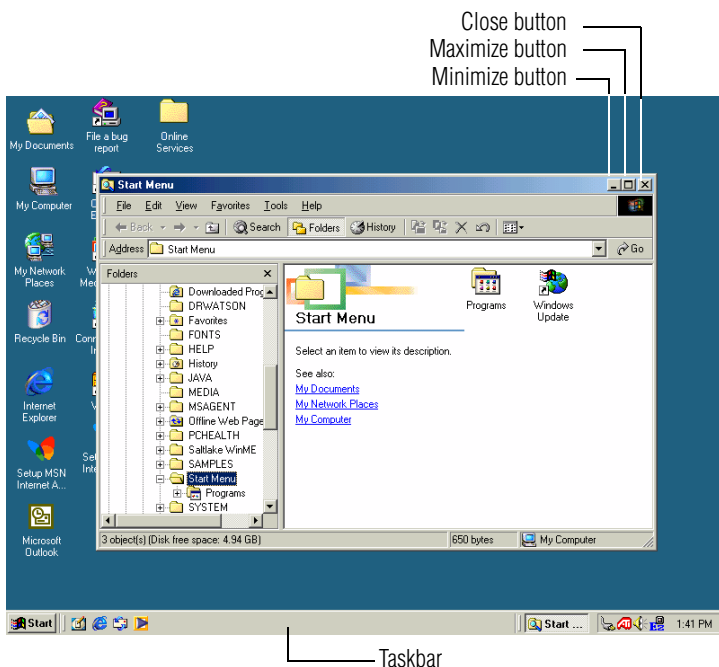 Close button
Maximize button
Minimize button
My Documents
File a bug report
Online Services
My Computer
My Network Places
Recycle Bin
Internet Explorer
Setup MSN Internet A...
Microsoft Outlook
Start Menu
File Edit View Favorites Tools Help
Back Search Folders History
Address Start Menu Go
Folders
Downloaded Prog
DRWATSON
Favorites
FONTS
HELP
History
JAVA
MEDIA
MSAGENT
Offline Web Page
PCHEALTH
Saltlake WinME
SAMPLES
Start Menu
Programs
SYSTEM
Start Menu
Select an item to view its description.
See also:
My Documents
My Network Places
My Computer
Programs
Windows Update
3 object(s) (Disk free space: 4.94 GB) 650 bytes My Computer
Start Start ... 1:41 PM
Taskbar